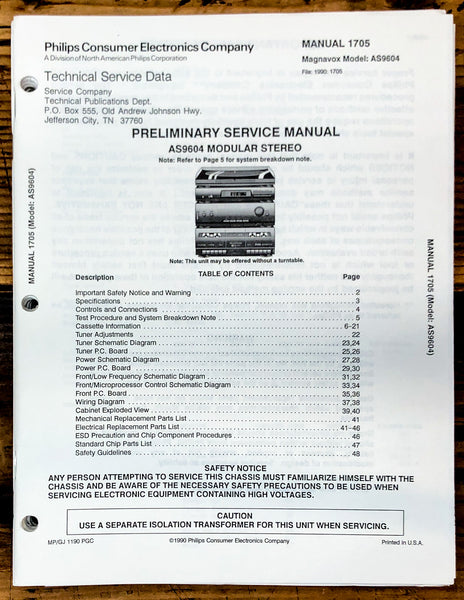 Philips Consumer Electronics Company
A Division of North American Philips Corporation
MANUAL 1705
Magnavox Model: AS9604
File: 1990, 1705
Technical Service Data
Service Company
Technical Publications Dept.
P.O. Box 555, Old Andrew Johnson Hwy.
Jefferson City, TN 37760
PRELIMINARY SERVICE MANUAL
AS9604 MODULAR STEREO
Note: Refer to Page 5 for system breakdown note.
Note: This unit may be offered without a turntable.
MANUAL 1705 (Model: AS9604)
MANUAL 1705 (Model: AS9604)
TABLE OF CONTENTS
Description Page
Important Safety Notice and Warning 2
Specifications 3
Controls and Connections 4
Test Procedure and System Breakdown Note 5
Cassette Information 6-21
Tuner Adjustments 22
Tuner Schematic Diagram 23,24
Tuner P.C. Board 25,26
Power Schematic Diagram 27,28
Power P.C. Board 29,30
Front/Low Frequency Schematic Diagram 31,32
Front/Microprocessor Control Schematic Diagram 33,34
Front P.C. Board 35,36
Wiring Diagram 37,38
Cabinet Exploded View 39,40
Mechanical Replacement Parts List 41
Electrical Replacement Parts List 41-46
ESD Precaution and Chip Component Procedures 46
Standard Chip Parts List 47
Safety Guidelines 48
SAFETY NOTICE
ANY PERSON ATTEMPTING TO SERVICE THIS CHASSIS MUST FAMILIARIZE HIMSELF WITH THE
CHASSIS AND BE AWARE OF THE NECESSARY SAFETY PRECAUTIONS TO BE USED WHEN
SERVICING ELECTRONIC EQUIPMENT CONTAINING HIGH VOLTAGES.
CAUTION
USE A SEPARATE ISOLATION TRANSFORMER FOR THIS UNIT WHEN SERVICING.
MP/GJ 1190 PGC
©1990 Philips Consumer Electronics Company
Printed in U.S.A.